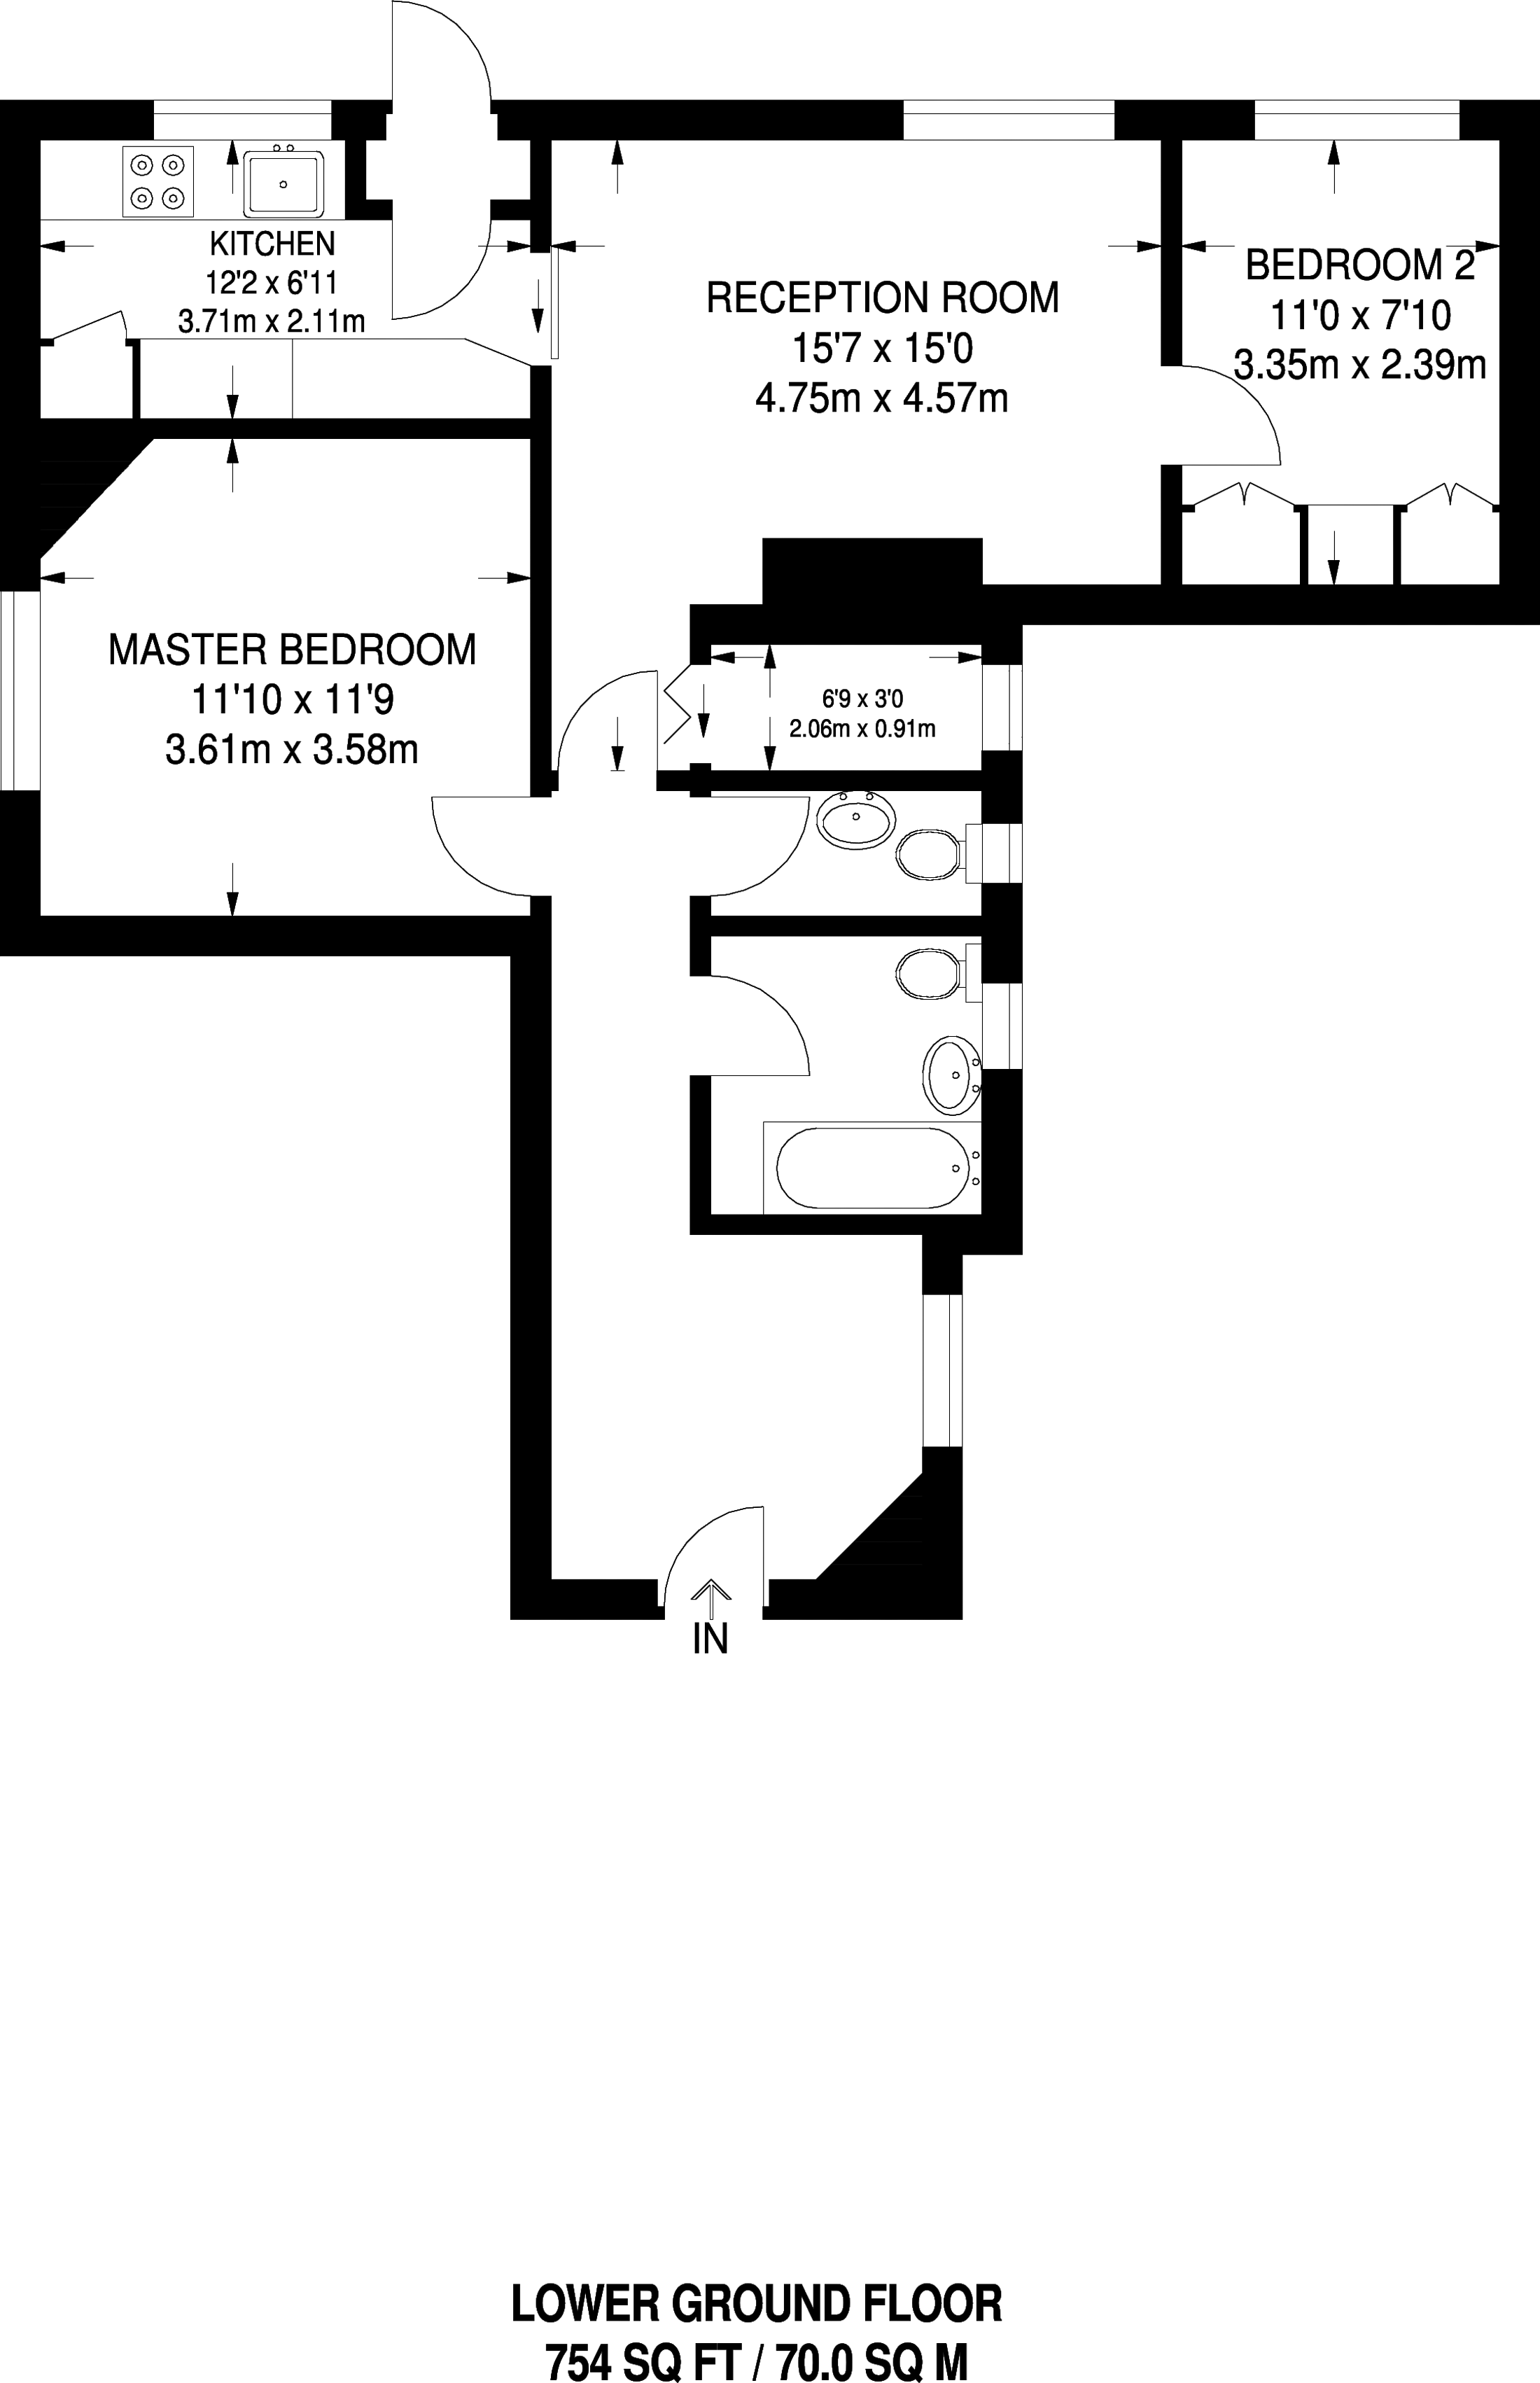 KITCHEN
12'2 x 6'11
3.71m x 2.11m
RECEPTION ROOM
15'7 x 15'0
4.75m x 4.57m
BEDROOM 2
11'0 x 7'10
3.35m x 2.39m
MASTER BEDROOM
11'10 x 11'9
3.61m x 3.58m
6'9 x 3'0
2.06m x 0.91m
IN
LOWER GROUND FLOOR
754 SQ FT / 70.0 SQ M